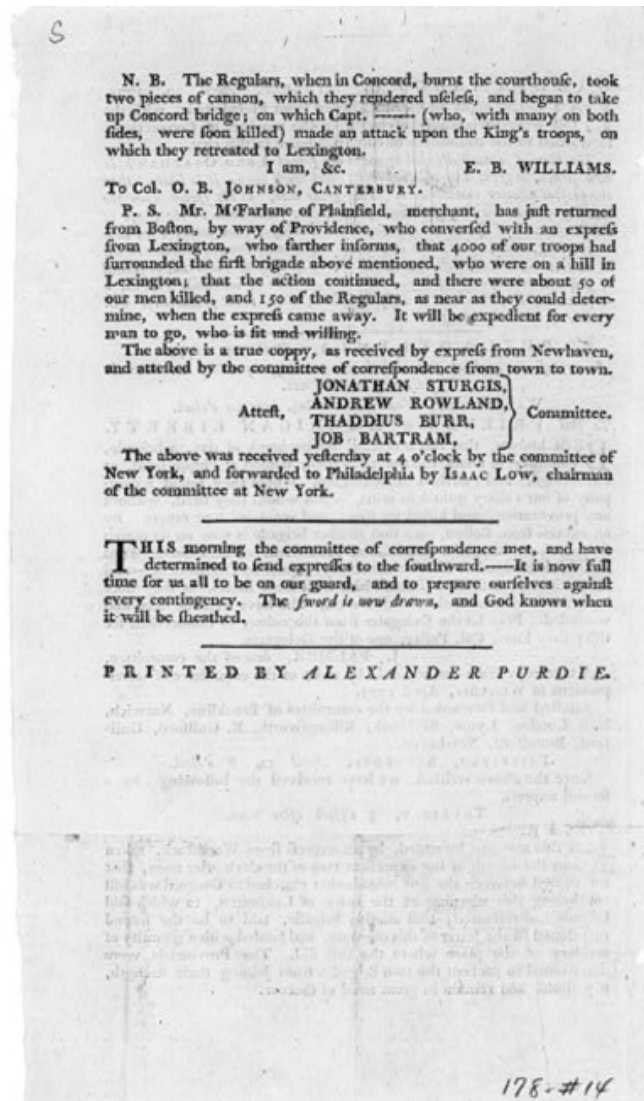 S
N. B. The Regulars, when in Concord, burnt the courthouſe, took
two pieces of cannon, which they rendered uſeleſs, and began to take
up Concord bridge; on which Capt. ——— (who, with many on both
ſides, were ſoon killed) made an attack upon the King's troops, on
which they retreated to Lexington.
I am, &c. E. B. WILLIAMS.
To Col. O. B. JOHNSON, CANTERBURY.
P. S. Mr. M'Farlane of Plainfield, merchant, has juſt returned
from Boſton, by way of Providence, who converſed with an expreſs
from Lexington, who farther informs, that 4000 of our troops had
ſurrounded the firſt brigade above mentioned, who were on a hill in
Lexington; that the action continued, and there were about 50 of
our men killed, and 150 of the Regulars, as near as they could deter-
mine, when the expreſs came away. It will be expedient for every
man to go, who is fit and willing.
The above is a true coppy, as received by expreſs from Newhaven,
and atteſted by the committee of correſpondence from town to town.
JONATHAN STURGIS,
Atteſt, ANDREW ROWLAND, Committee.
THADDIUS BURR,
JOB BARTRAM,
The above was received yeſterday at 4 o'clock by the committee of
New York, and forwarded to Philadelphia by ISAAC LOW, chairman
of the committee at New York.
THIS morning the committee of correſpondence met, and have
determined to ſend expreſſes to the ſouthward.——It is now full
time for us all to be on our guard, and to prepare ourſelves againſt
every contingency. The ſword is now drawn, and God knows when
it will be ſheathed.
PRINTED BY ALEXANDER PURDIE.
178-#14